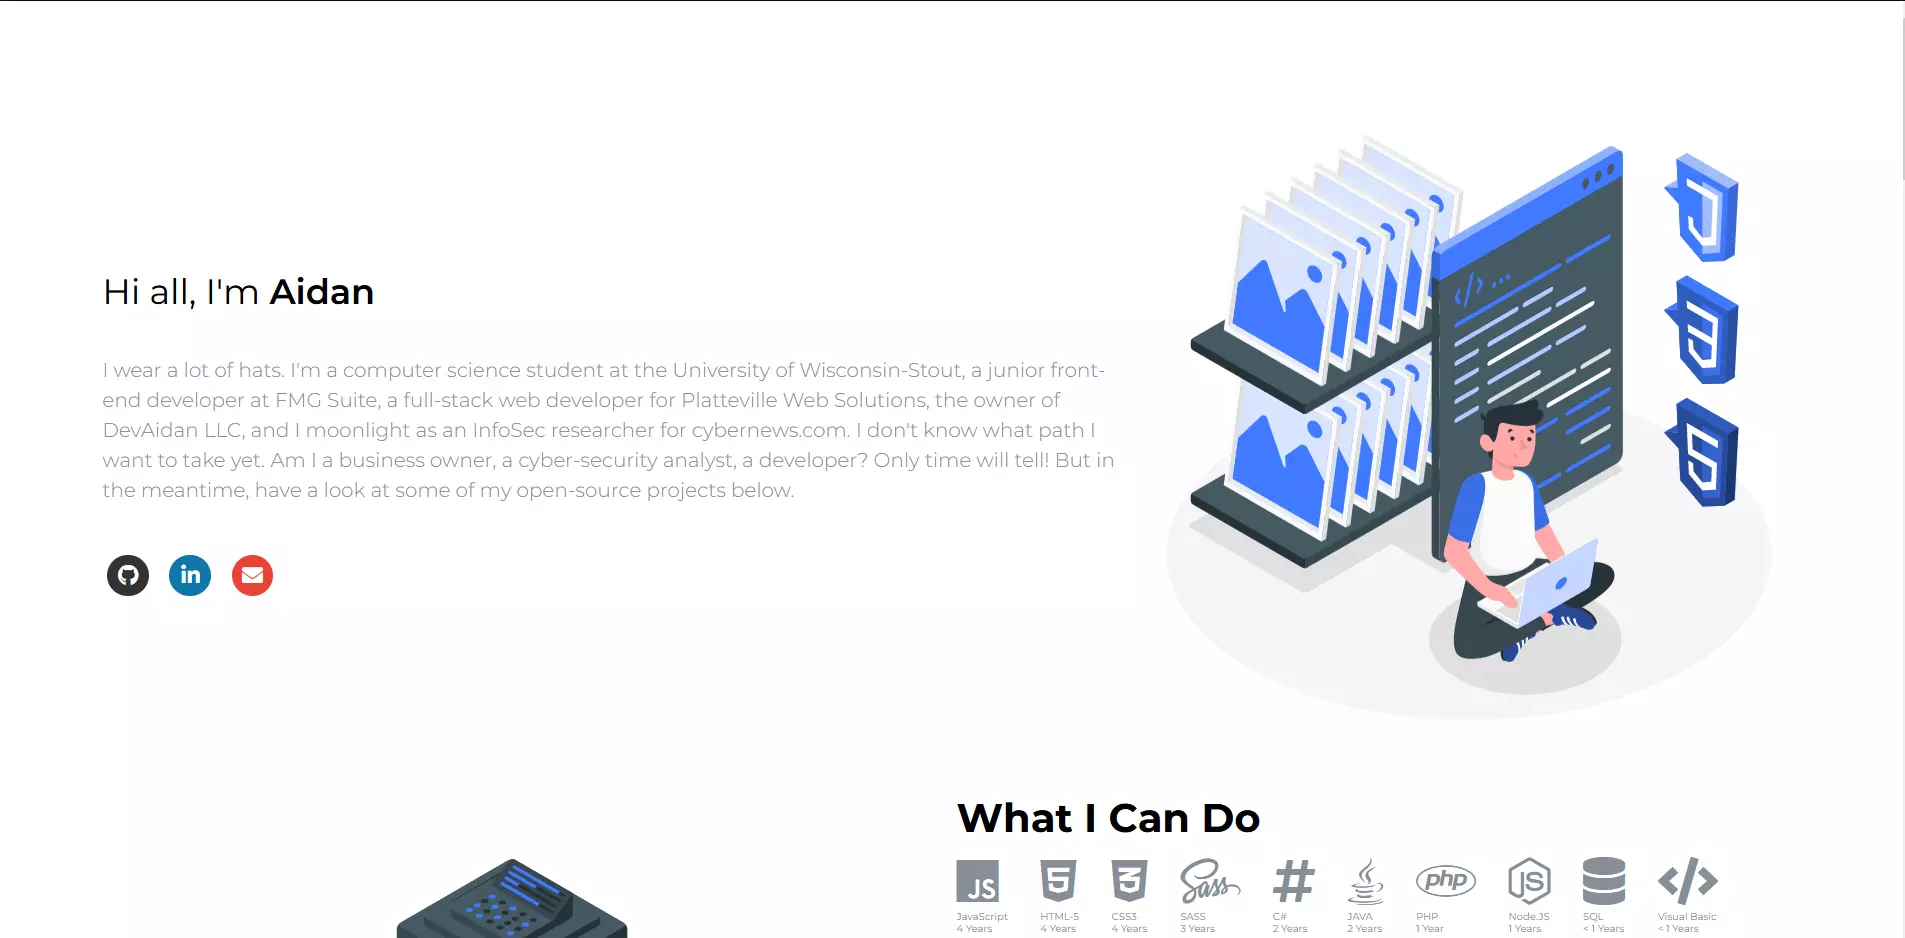 Hi all, I'm Aidan
I wear a lot of hats. I'm a computer science student at the University of Wisconsin-Stout, a junior front-
end developer at FMG Suite, a full-stack web developer for Platteville Web Solutions, the owner of
DevAidan LLC, and I moonlight as an InfoSec researcher for cybernews.com. I don't know what path I
want to take yet. Am I a business owner, a cyber-security analyst, a developer? Only time will tell! But in
the meantime, have a look at some of my open-source projects below.
in
</> ...
What I Can Do
JS
5
3
Sass
#
php
JS
</>
JavaScript
4 Years
HTML-5
4 Years
CSS3
4 Years
SASS
3 Years
C#
2 Years
JAVA
2 Years
PHP
1 Year
Node.JS
1 Years
SQL
< 1 Years
Visual Basic
< 1 Years